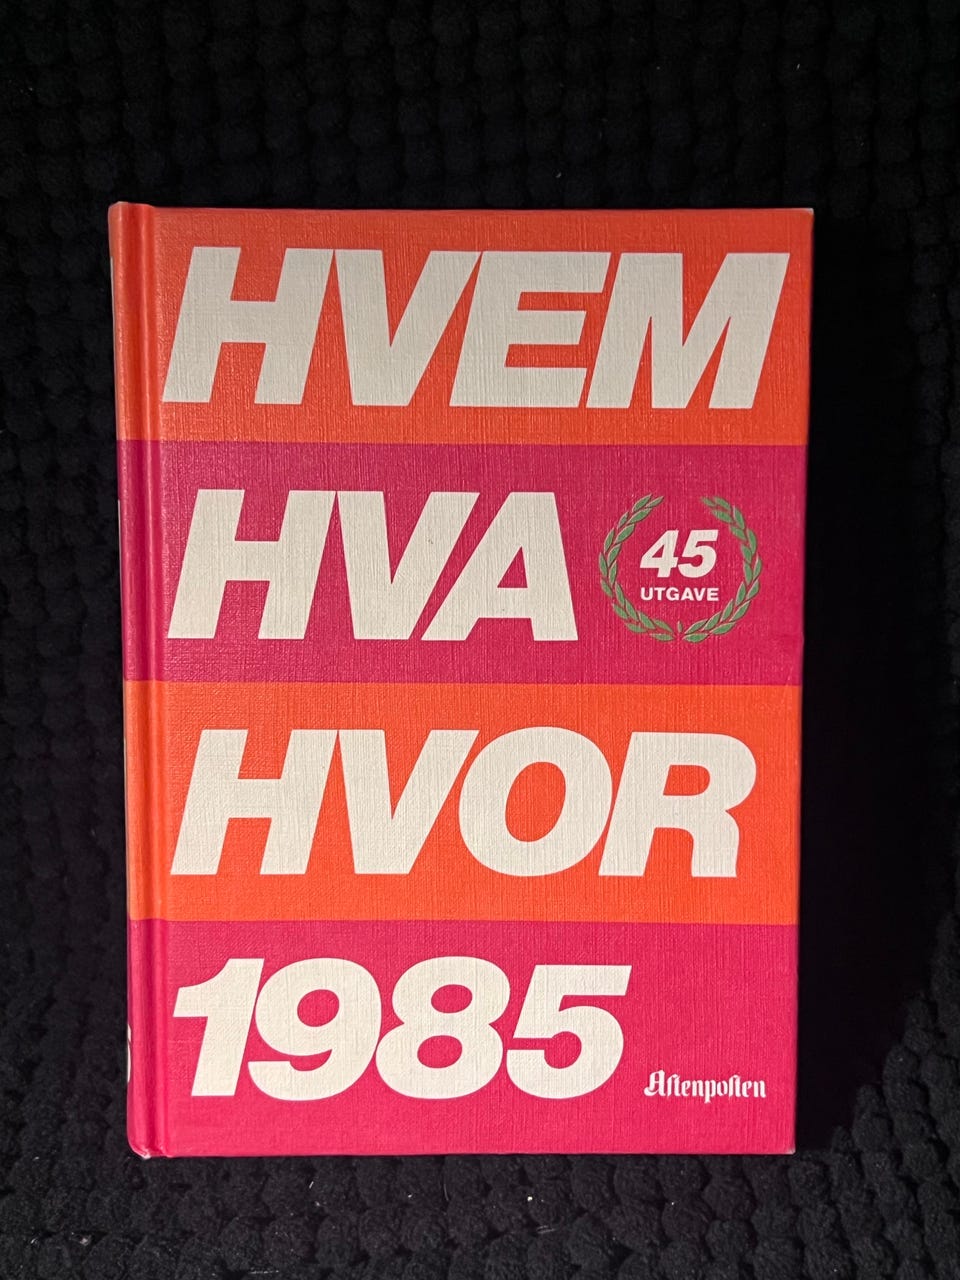 HVEM
HVA
45
UTGAVE
HVOR
1985
Aftenposten